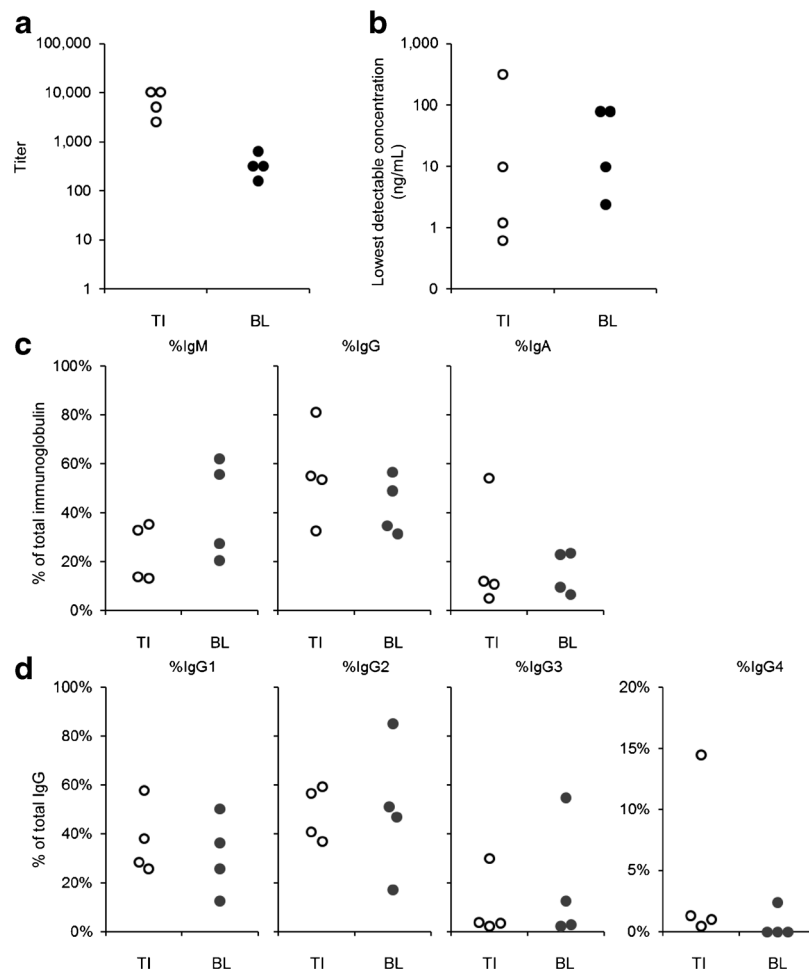 a
100,000
10,000
1,000
100
10
1
Titer
TI BL
b
1,000
100
10
1
0
Lowest detectable concentration
(ng/mL)
TI BL
c
%IgM %IgG %IgA
100%
80%
60%
40%
20%
0%
% of total immunoglobulin
TI BL TI BL TI BL
d
%IgG1 %IgG2 %IgG3 %IgG4
100%
80%
60%
40%
20%
0%
% of total IgG
20%
15%
10%
5%
0%
TI BL TI BL TI BL TI BL